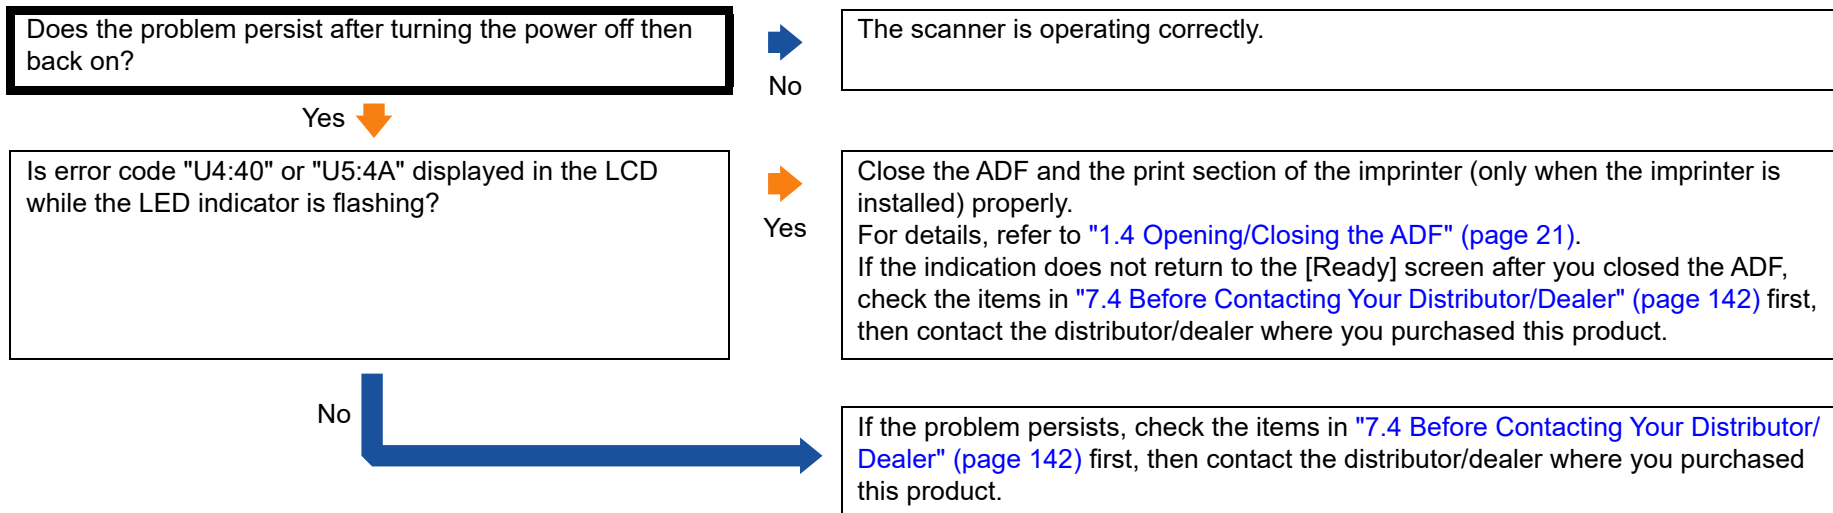 Does the problem persist after turning the power off then
back on?
No
The scanner is operating correctly.
Yes
Is error code "U4:40" or "U5:4A" displayed in the LCD
while the LED indicator is flashing?
Yes
Close the ADF and the print section of the imprinter (only when the imprinter is
installed) properly.
For details, refer to "1.4 Opening/Closing the ADF" (page 21).
If the indication does not return to the [Ready] screen after you closed the ADF,
check the items in "7.4 Before Contacting Your Distributor/Dealer" (page 142) first,
then contact the distributor/dealer where you purchased this product.
No
If the problem persists, check the items in "7.4 Before Contacting Your Distributor/
Dealer" (page 142) first, then contact the distributor/dealer where you purchased
this product.